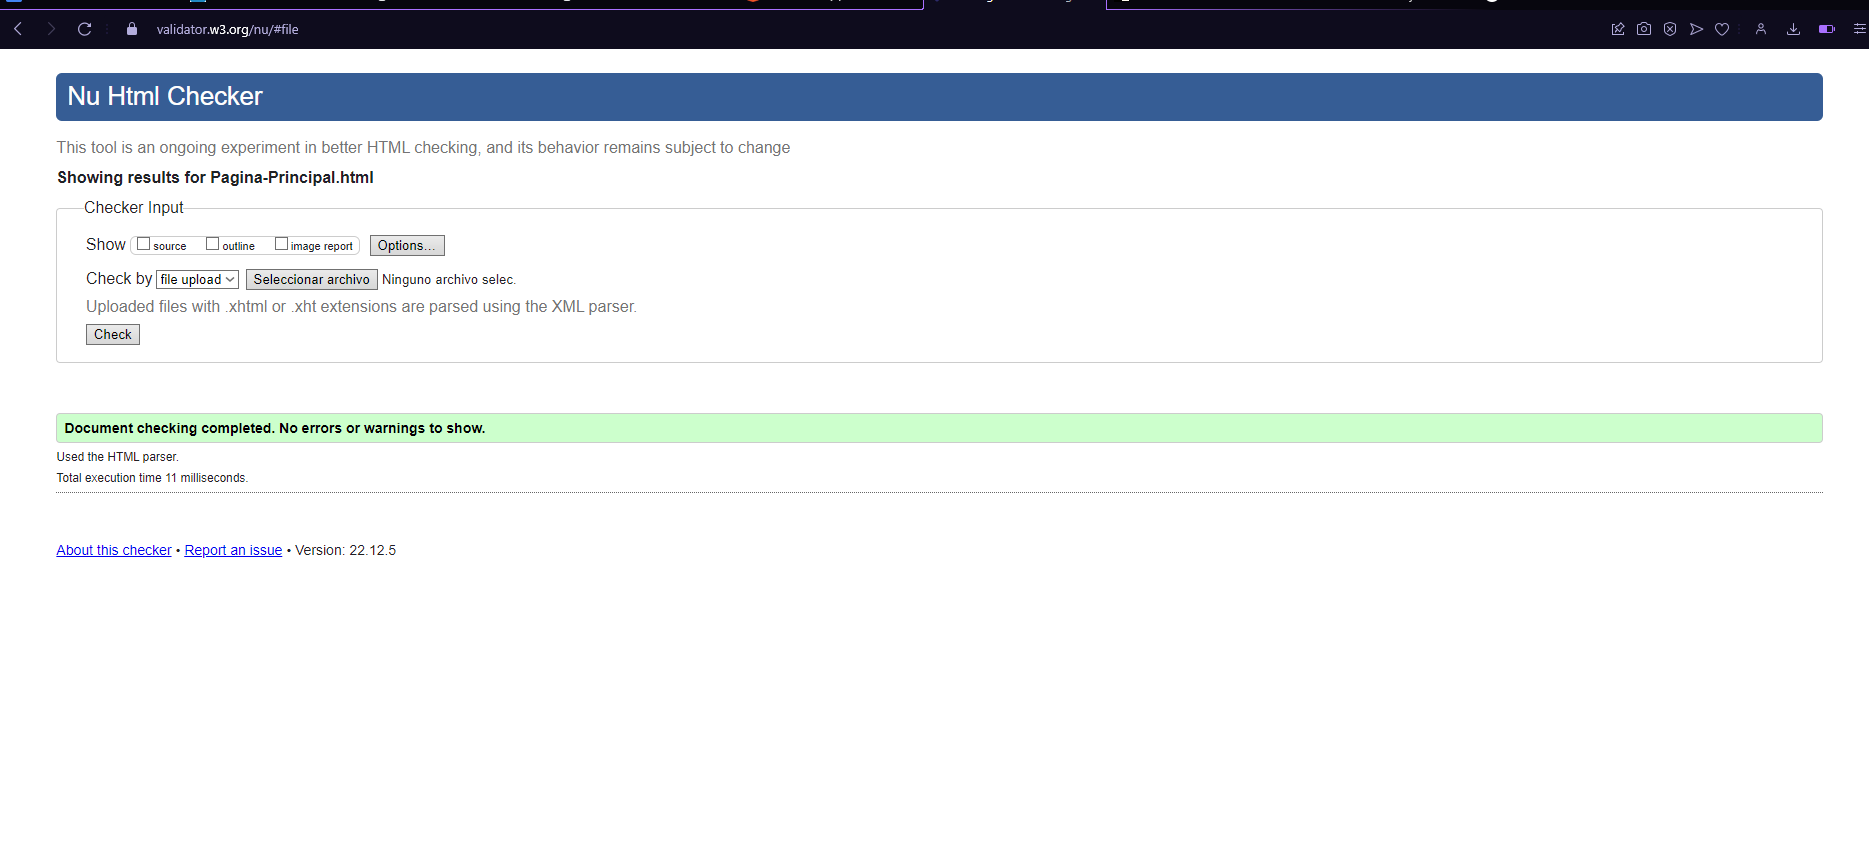 validator.w3.org/nu/#file
Nu Html Checker
This tool is an ongoing experiment in better HTML checking, and its behavior remains subject to change
Showing results for Pagina-Principal.html
Checker Input
Show source outline image report Options...
Check by file upload Seleccionar archivo Ninguno archivo selec.
Uploaded files with .xhtml or .xht extensions are parsed using the XML parser.
Check
Document checking completed. No errors or warnings to show.
Used the HTML parser.
Total execution time 11 milliseconds.
About this checker • Report an issue • Version: 22.12.5